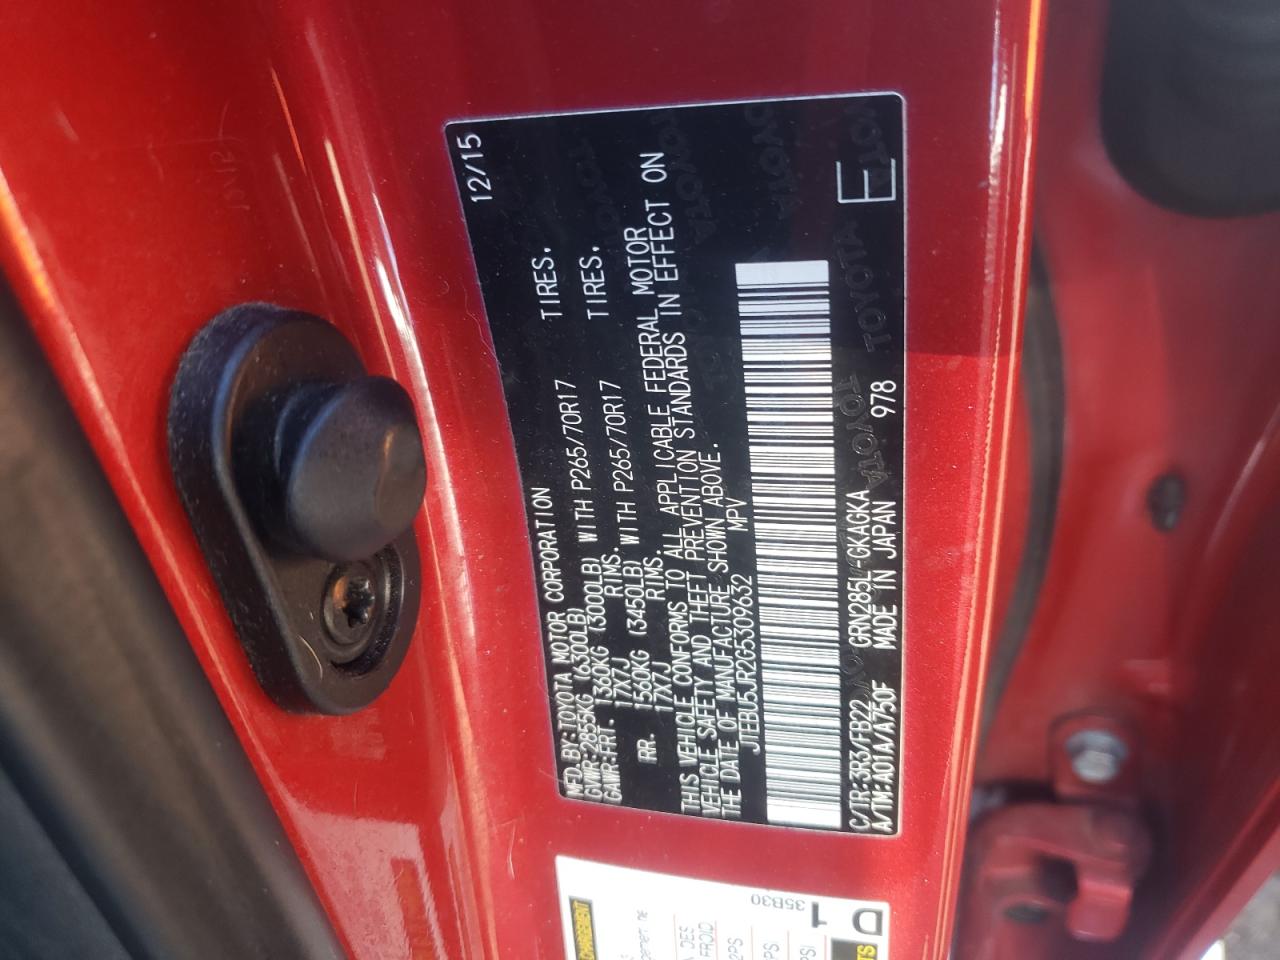 MFD.BY:TOYOTA MOTOR CORPORATION 12/15
GVWR:2855KG (6300LB)
GAWR:FRT. 1360KG (3000LB) WITH P265/70R17 TIRES.
17X7J RIMS.
RR. 1560KG (3450LB) WITH P265/70R17 TIRES.
17X7J RIMS.
THIS VEHICLE CONFORMS TO ALL APPLICABLE FEDERAL MOTOR
VEHICLE SAFETY AND THEFT PREVENTION STANDARDS IN EFFECT ON
THE DATE OF MANUFACTURE SHOWN ABOVE.
JTEBU5JR2G5309632 MPV
C/TR:3R3/FB22 GRN285L-GKAGKA 978
A/TM:A01A/A750F MADE IN JAPAN
E
TOYOTA
35B30
D
1
DES
FROID